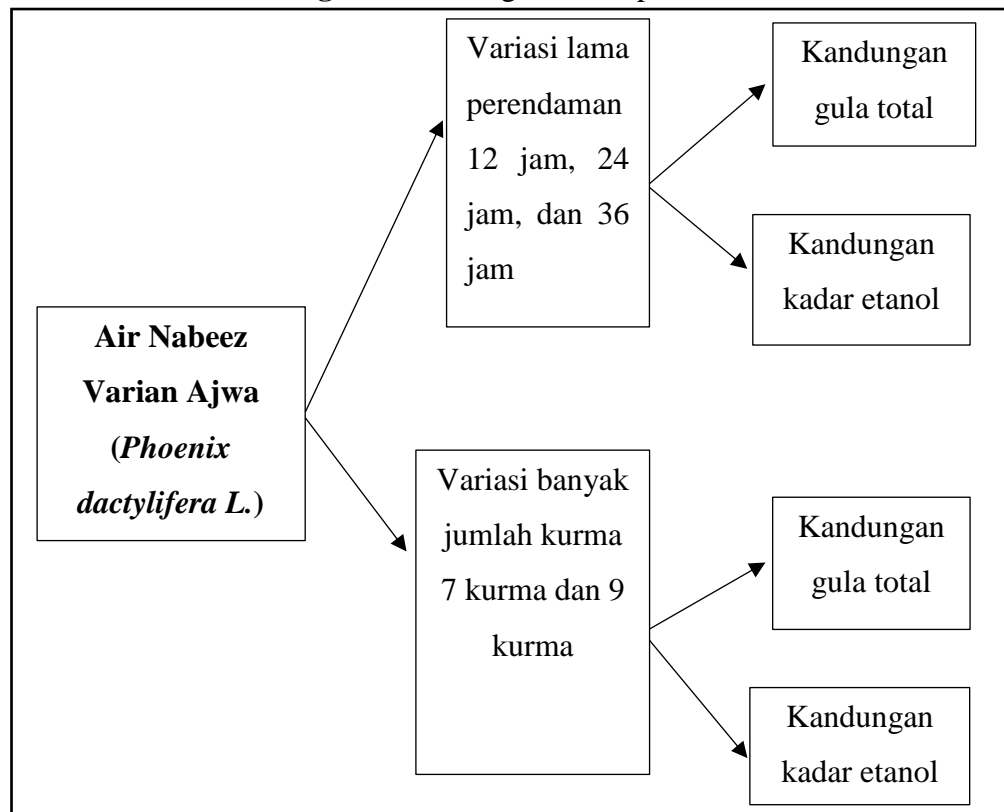 Air Nabeez
Varian Ajwa
(Phoenix
dactylifera L.)
Variasi lama
perendaman
12 jam, 24
jam, dan 36
jam
Kandungan
gula total
Kandungan
kadar etanol
Variasi banyak
jumlah kurma
7 kurma dan 9
kurma
Kandungan
gula total
Kandungan
kadar etanol